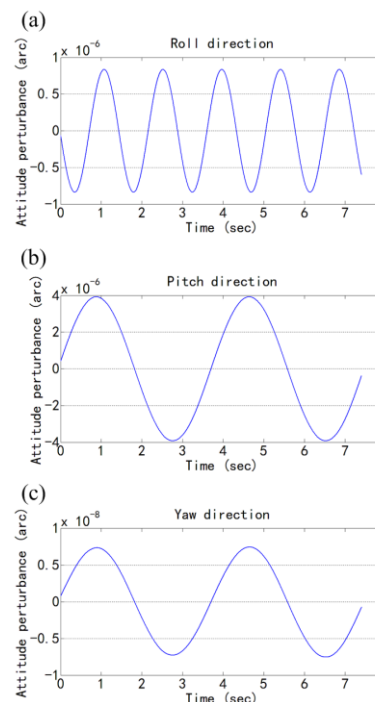 (a)
Roll direction
1 x 10^-6
0.5
0
-0.5
-1
0 1 2 3 4 5 6 7
Attitude perturbance (arc)
Time (sec)
(b)
Pitch direction
4 x 10^-6
2
0
-2
-4
0 1 2 3 4 5 6 7
Attitude perturbance (arc)
Time (sec)
(c)
Yaw direction
1 x 10^-8
0.5
0
-0.5
-1
0 1 2 3 4 5 6 7
Attitude perturbance (arc)
Time (sec)